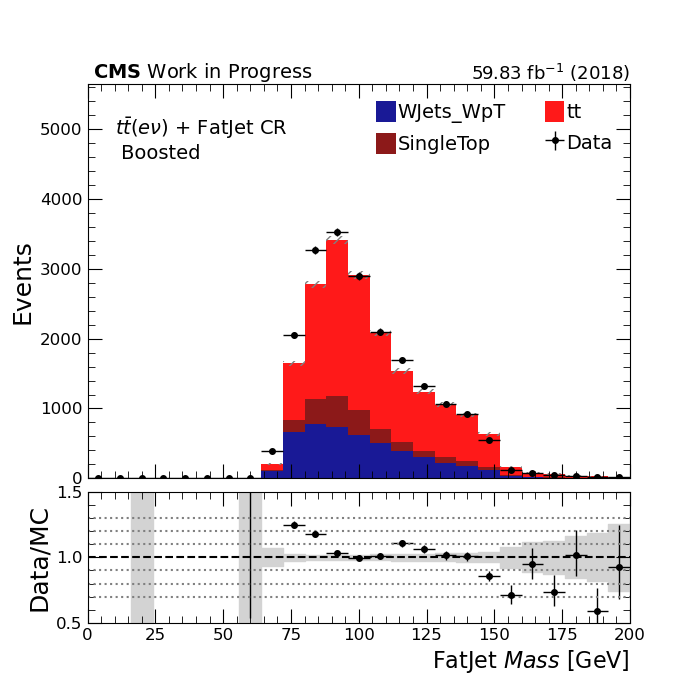 CMS Work in Progress 59.83 fb⁻¹ (2018)
tt̄(eν) + FatJet CR
Boosted
WJets_WpT tt
SingleTop Data
Events
5000
4000
3000
2000
1000
0
Data/MC
1.5
1.0
0.5
0 25 50 75 100 125 150 175 200
FatJet Mass [GeV]